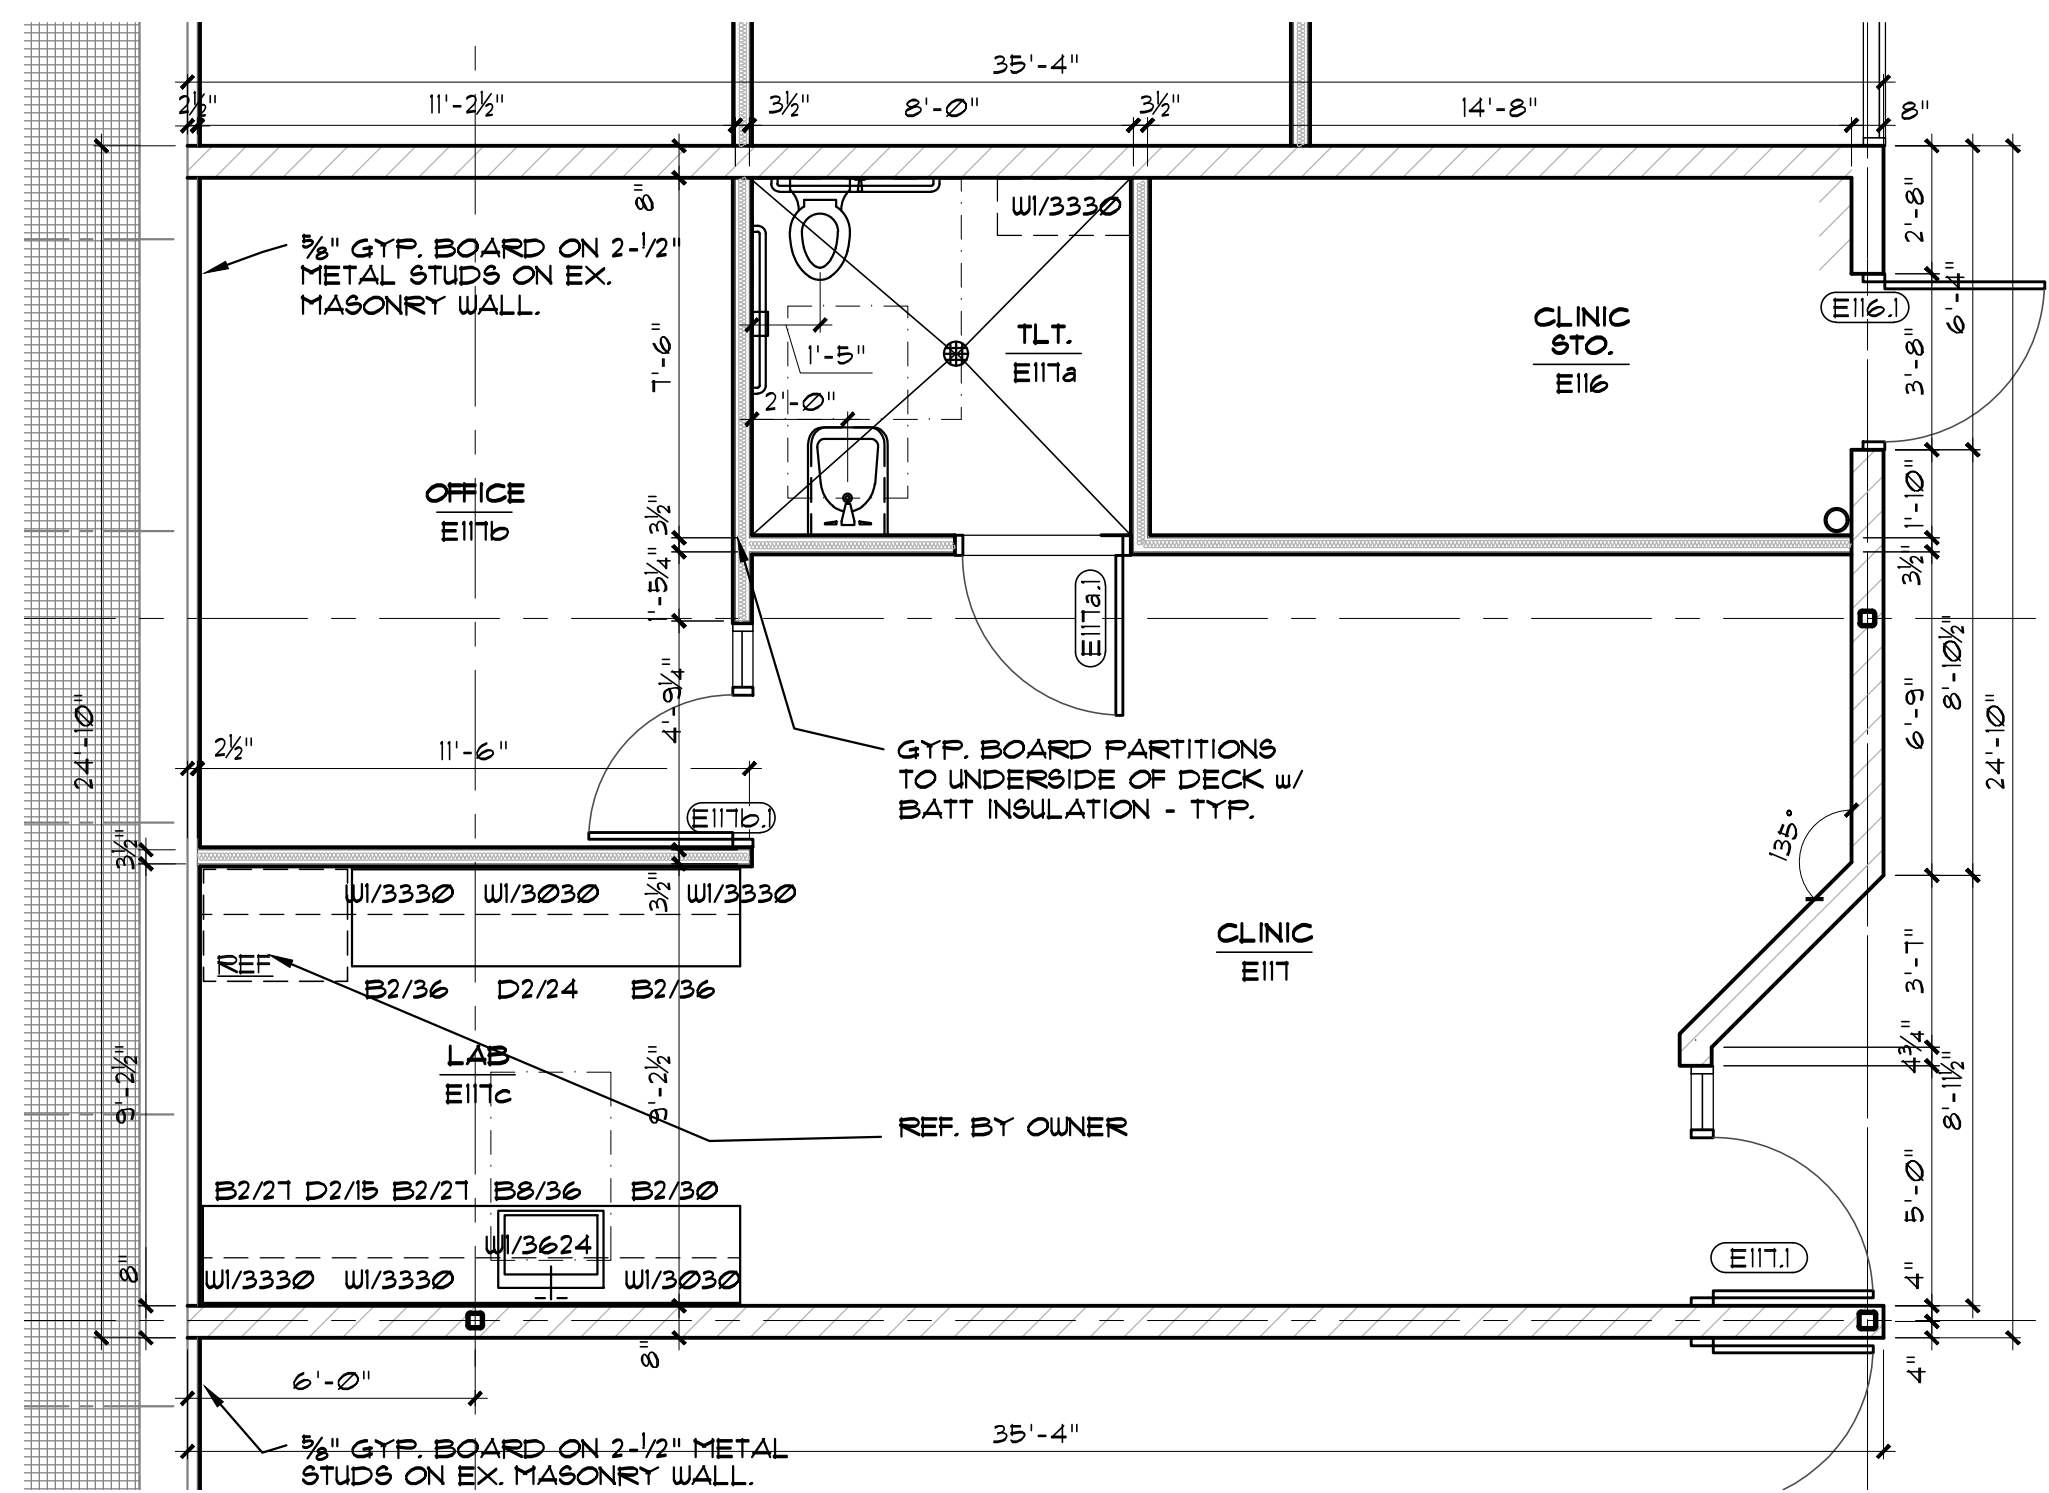 35'-4"
2½"
11'-2½"
3½"
8'-0"
3½"
14'-8"
8"
8"
2'-8"
⅝" GYP. BOARD ON 2-1/2"
METAL STUDS ON EX.
MASONRY WALL.
W1/3330
7'-6"
1'-5"
TLT.
E117a
CLINIC
STO.
E116
E116.1
6'-4"
3'-8"
2'-0"
OFFICE
E117b
3½"
1'-10"
3½"
1'-5¼"
E117a.1
4'-9¼"
8'-10½"
6'-9"
24'-10"
24'-10"
2½"
11'-6"
GYP. BOARD PARTITIONS
TO UNDERSIDE OF DECK w/
BATT INSULATION - TYP.
E117b.1
135°
3½"
W1/3330
W1/3030
3½"
W1/3330
CLINIC
E117
REF
B2/36
D2/24
B2/36
3'-7"
LAB
E117c
9'-2½"
9'-2½"
4¾"
8'-11½"
REF. BY OWNER
B2/27
D2/15
B2/27
B8/36
B2/30
5'-0"
W1/3624
E117.1
8"
W1/3330
W1/3330
W1/3030
4"
8"
4"
6'-0"
35'-4"
⅝" GYP. BOARD ON 2-1/2" METAL
STUDS ON EX. MASONRY WALL.